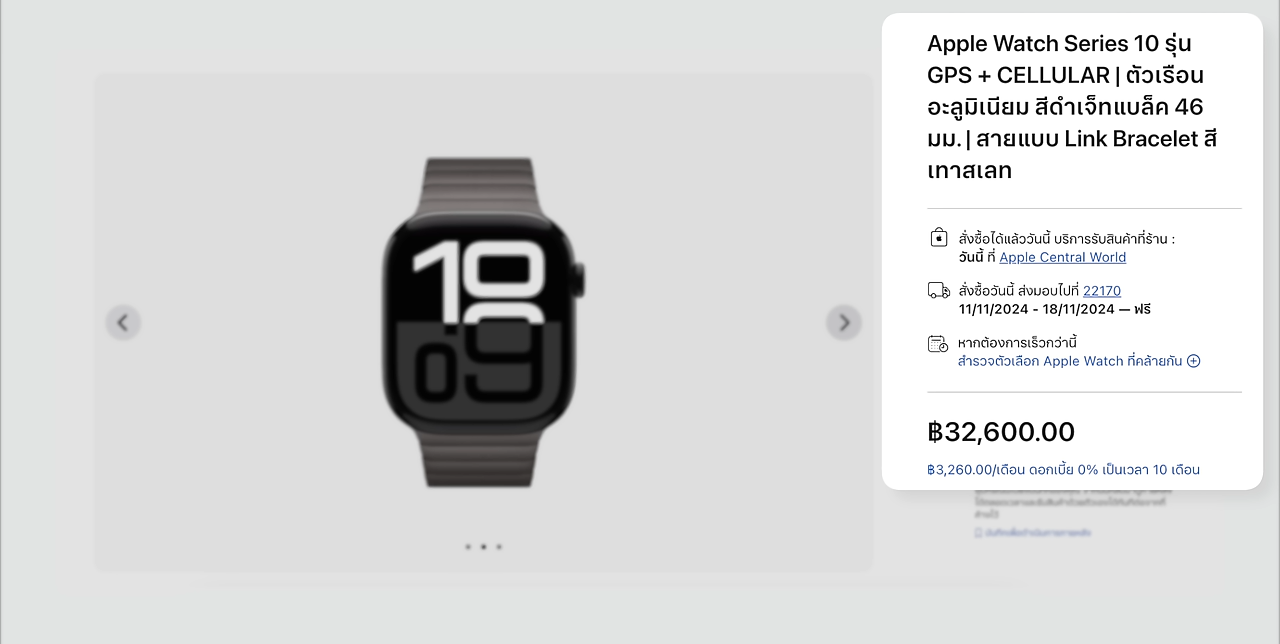 Apple Watch Series 10 รุ่น
GPS + CELLULAR | ตัวเรือน
อะลูมิเนียม สีดำเจ็ทแบล็ค 46
มม. | สายแบบ Link Bracelet สี
เทาสเลท
สั่งซื้อได้แล้ววันนี้ บริการรับสินค้าที่ร้าน :
วันนี้ ที่ Apple Central World
สั่งซื้อวันนี้ ส่งมอบไปที่ 22170
11/11/2024 - 18/11/2024 — ฟรี
หากต้องการเร็วกว่านี้
สำรวจตัวเลือก Apple Watch ที่คล้ายกัน
฿32,600.00
฿3,260.00/เดือน ดอกเบี้ย 0% เป็นเวลา 10 เดือน
10
09